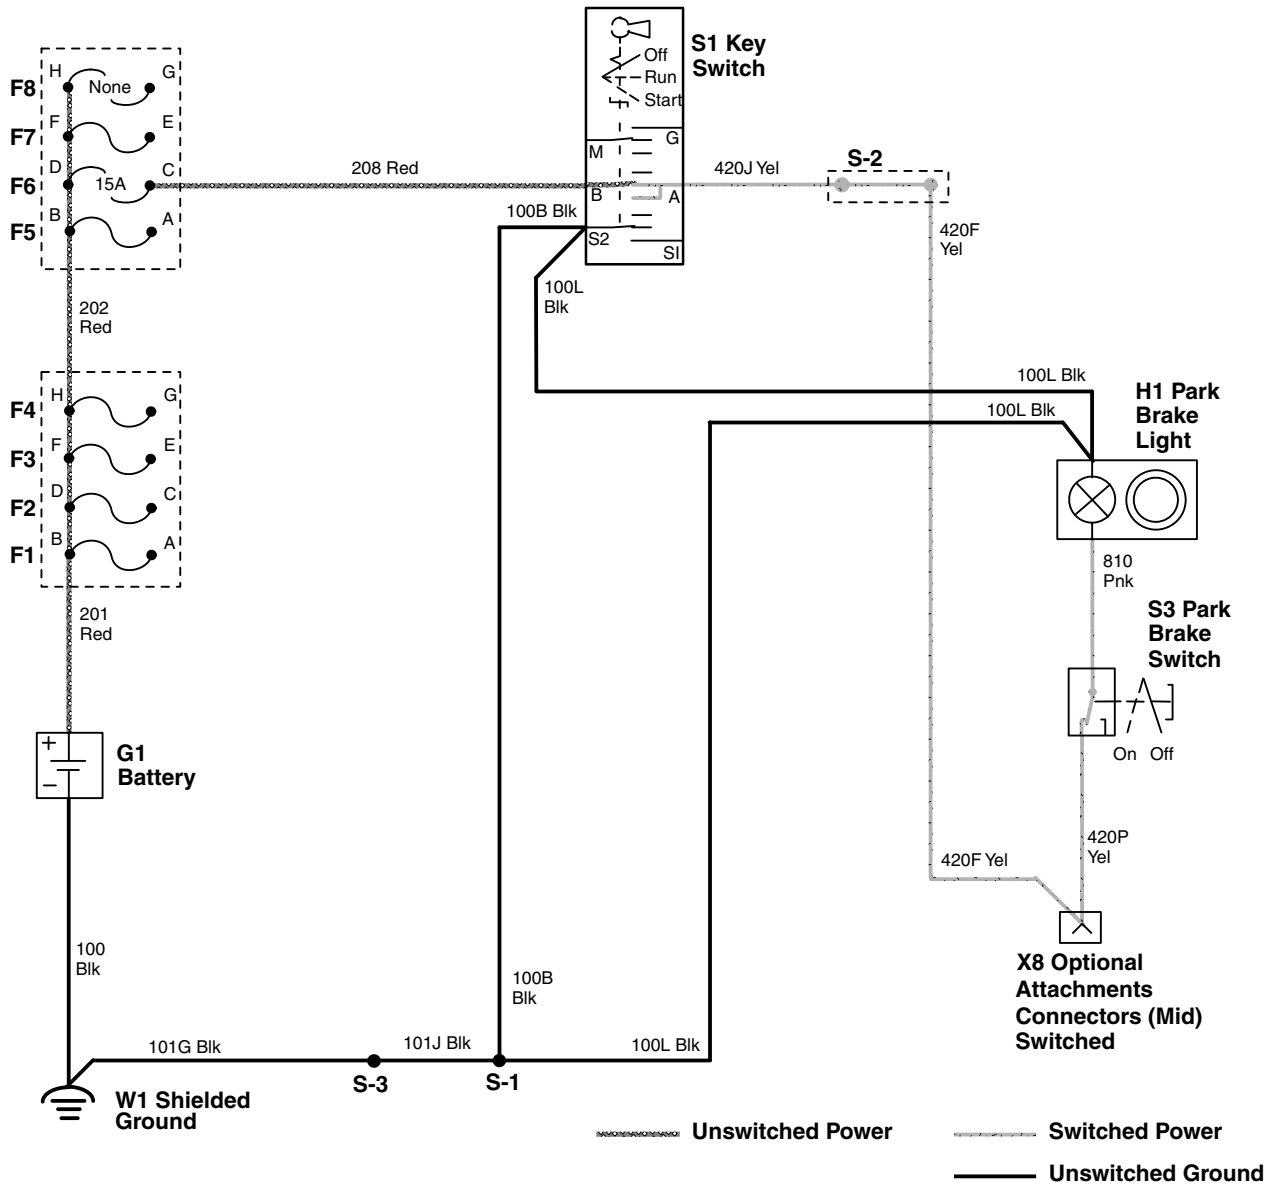 S1 Key
Switch
Off
Run
Start
G
M
B
A
S2
SI
H
G
F8
None
F
E
F7
D
C
F6
15A
B
A
F5
208 Red
420J Yel
S-2
100B Blk
100L
Blk
420F
Yel
202
Red
H
G
F4
F
E
F3
D
C
F2
B
A
F1
100L Blk
100L Blk
H1 Park
Brake
Light
810
Pnk
S3 Park
Brake
Switch
On Off
201
Red
+
−
G1
Battery
420P
Yel
420F Yel
X8 Optional
Attachments
Connectors (Mid)
Switched
100
Blk
100B
Blk
101G Blk
101J Blk
100L Blk
S-3
S-1
W1 Shielded
Ground
Unswitched Power
Switched Power
Unswitched Ground